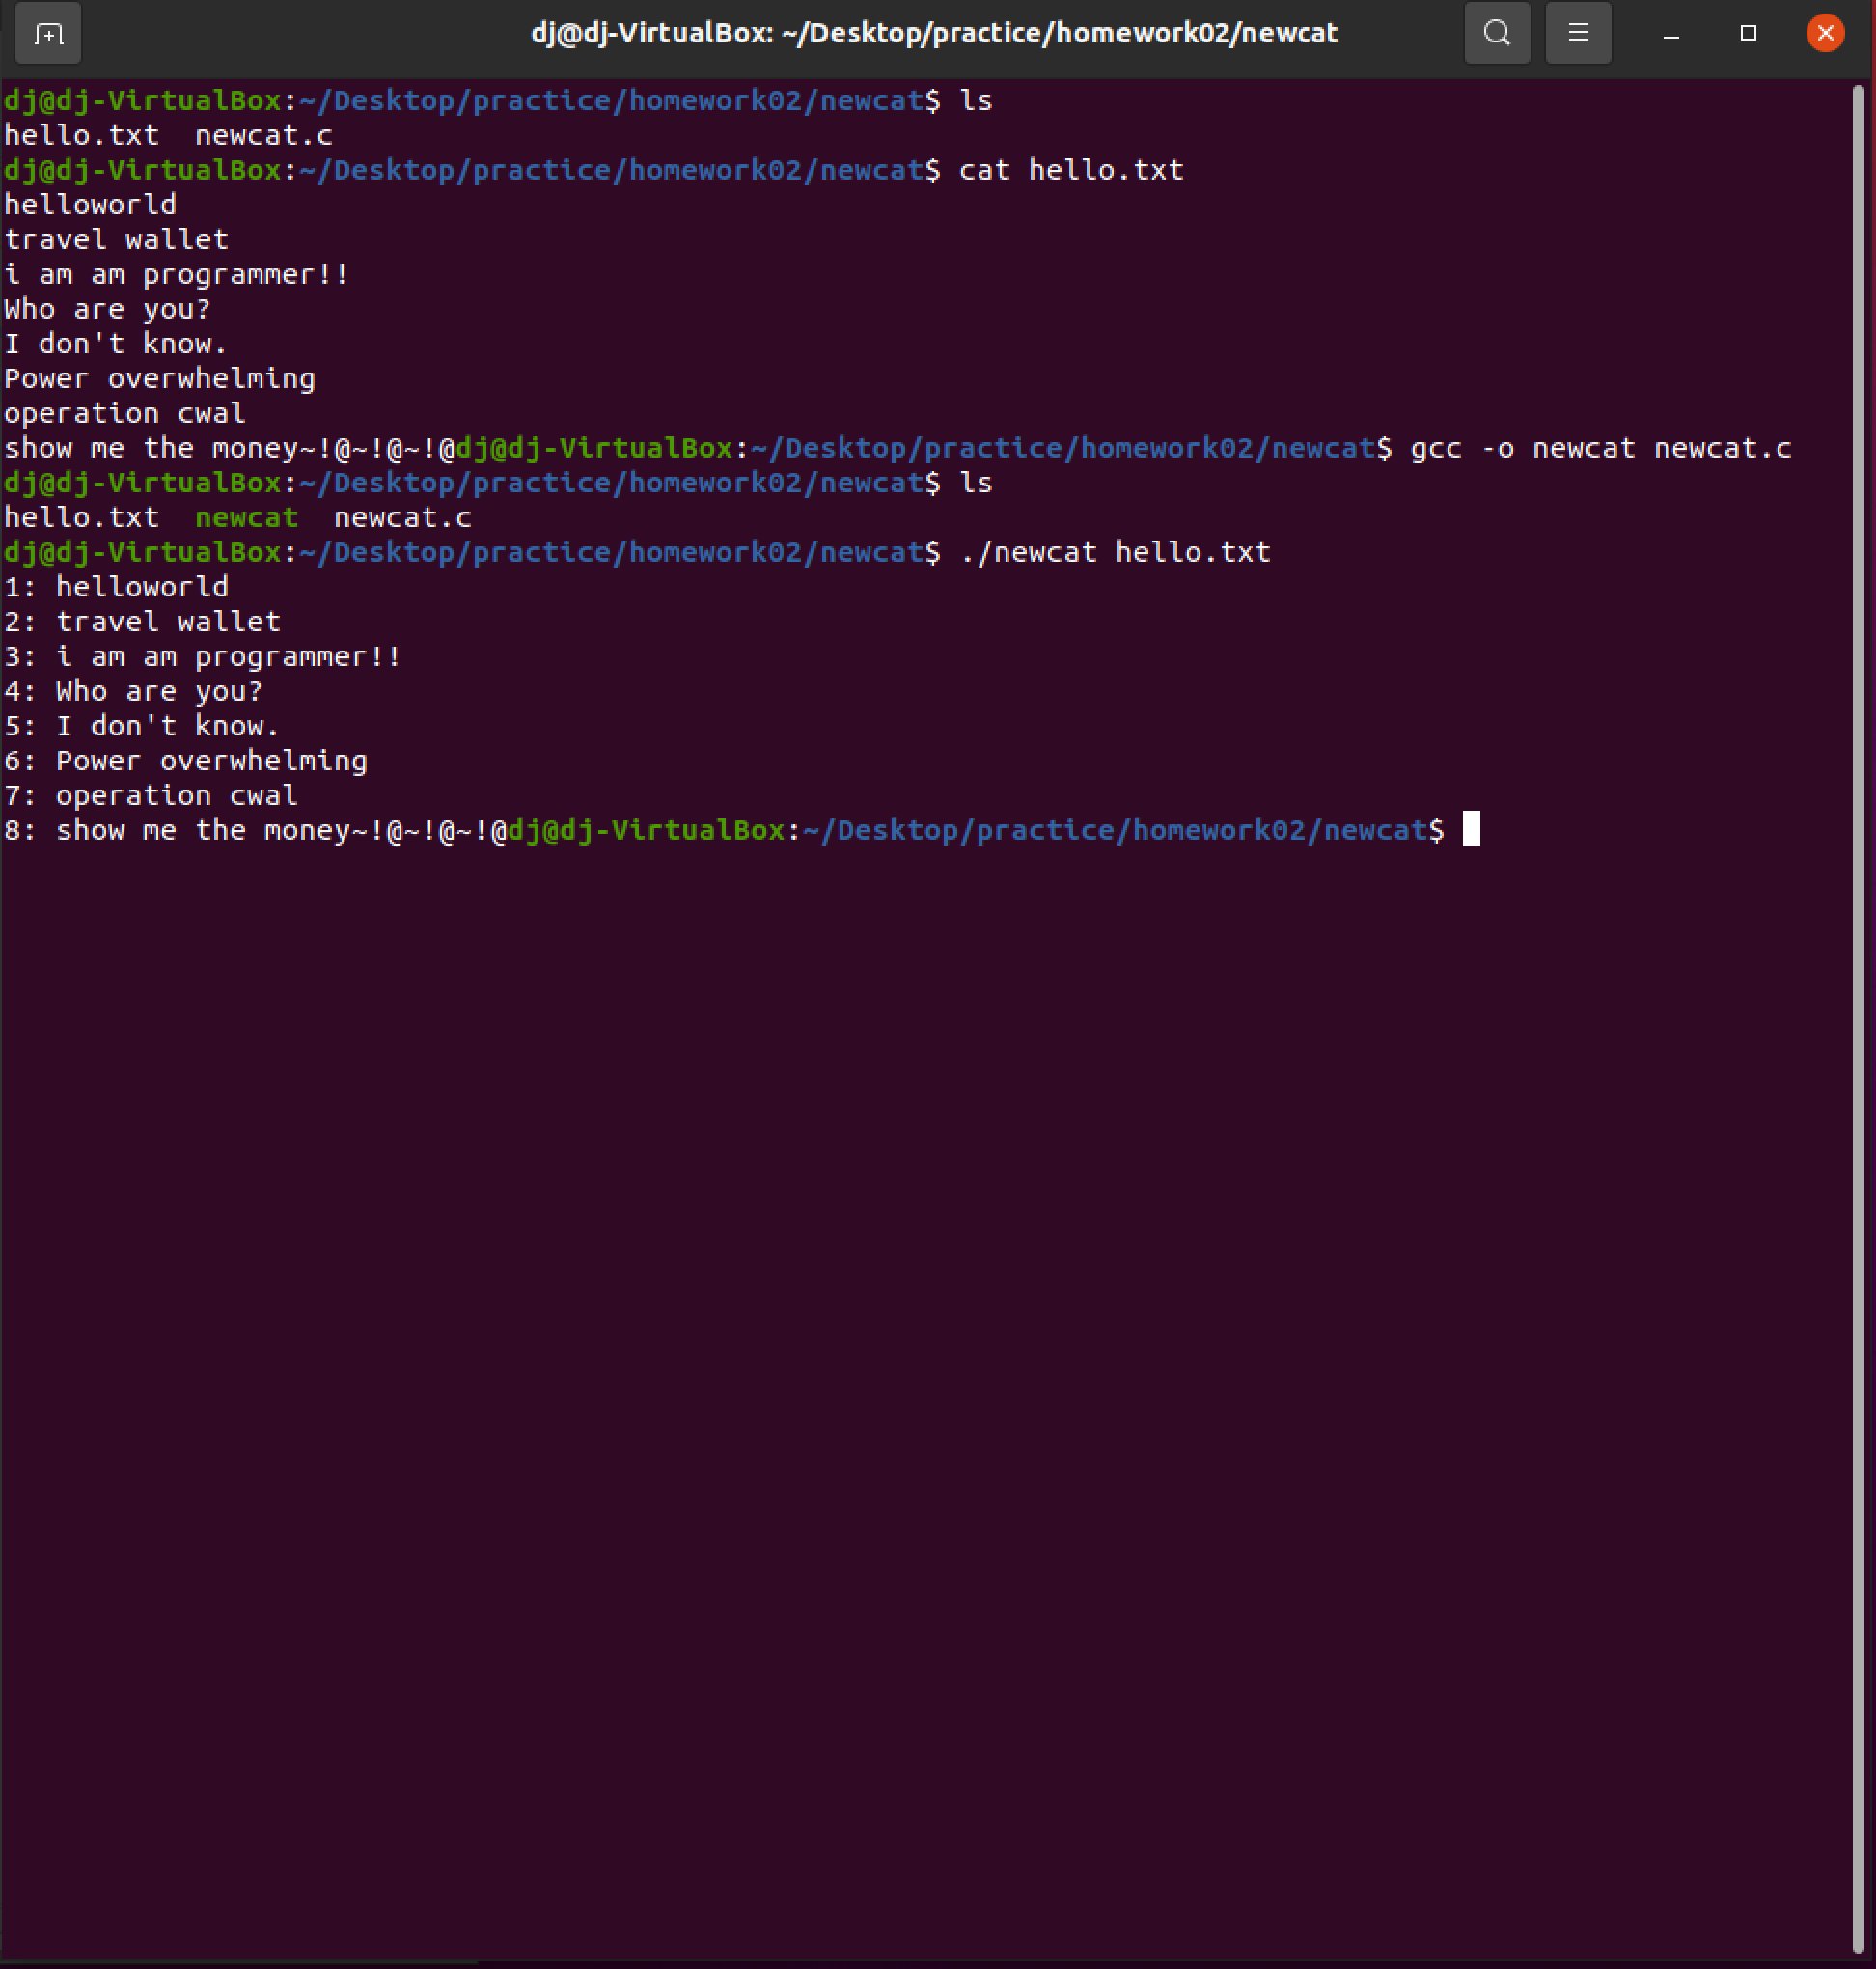 dj@dj-VirtualBox: ~/Desktop/practice/homework02/newcat
dj@dj-VirtualBox:~/Desktop/practice/homework02/newcat$ ls
hello.txt  newcat.c
dj@dj-VirtualBox:~/Desktop/practice/homework02/newcat$ cat hello.txt
helloworld
travel wallet
i am am programmer!!
Who are you?
I don't know.
Power overwhelming
operation cwal
show me the money~!@~!@~!@dj@dj-VirtualBox:~/Desktop/practice/homework02/newcat$ gcc -o newcat newcat.c
dj@dj-VirtualBox:~/Desktop/practice/homework02/newcat$ ls
hello.txt  newcat  newcat.c
dj@dj-VirtualBox:~/Desktop/practice/homework02/newcat$ ./newcat hello.txt
1: helloworld
2: travel wallet
3: i am am programmer!!
4: Who are you?
5: I don't know.
6: Power overwhelming
7: operation cwal
8: show me the money~!@~!@~!@dj@dj-VirtualBox:~/Desktop/practice/homework02/newcat$